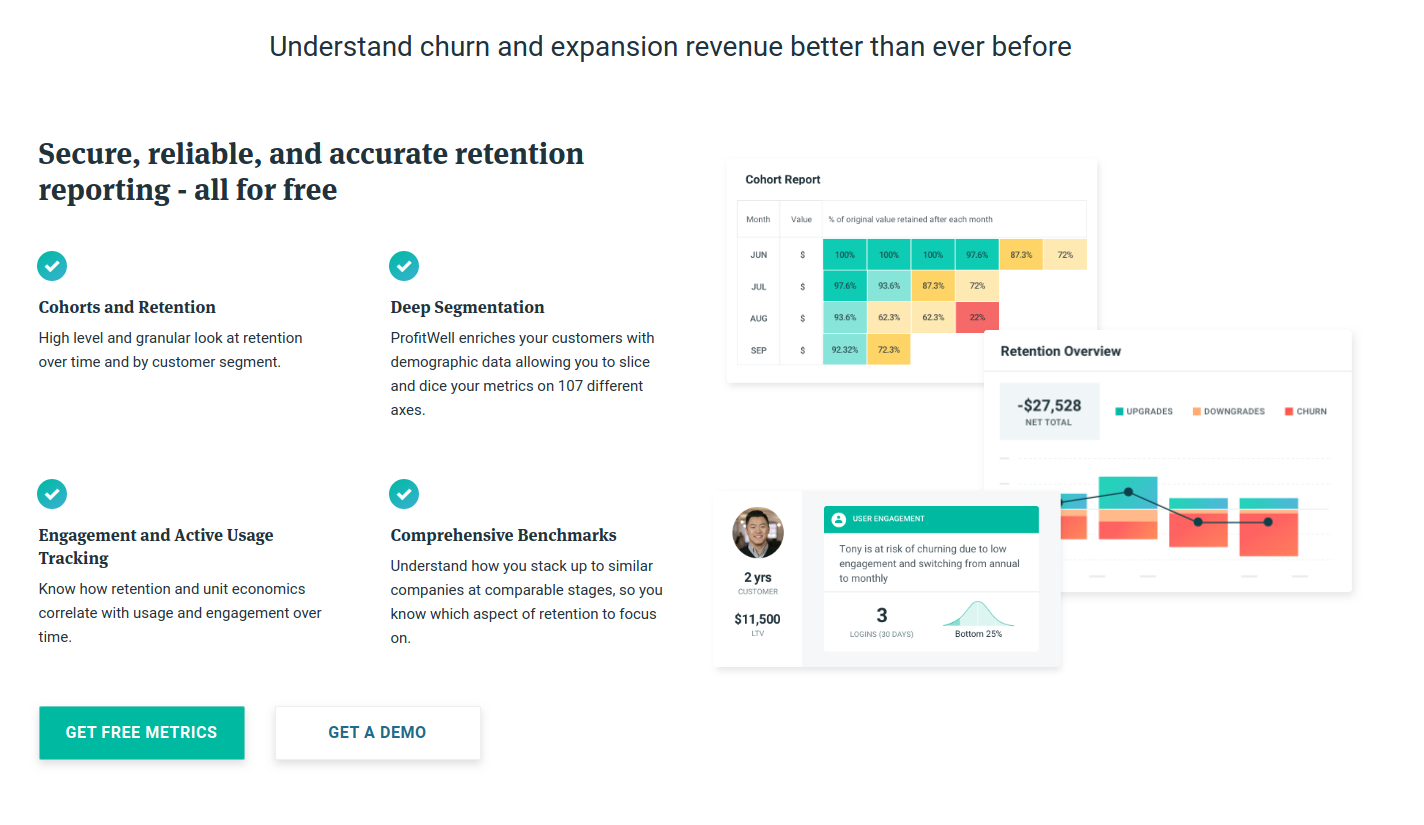 Understand churn and expansion revenue better than ever before
Secure, reliable, and accurate retention
reporting - all for free
Cohorts and Retention
High level and granular look at retention
over time and by customer segment.
Deep Segmentation
ProfitWell enriches your customers with
demographic data allowing you to slice
and dice your metrics on 107 different
axes.
Engagement and Active Usage
Tracking
Know how retention and unit economics
correlate with usage and engagement over
time.
Comprehensive Benchmarks
Understand how you stack up to similar
companies at comparable stages, so you
know which aspect of retention to focus
on.
GET FREE METRICS
GET A DEMO
Cohort Report
Month Value % of original value retained after each month
JUN $ 100% 100% 100% 97.6% 87.3% 72%
JUL $ 97.6% 93.6% 87.3% 72%
AUG $ 93.6% 62.3% 62.3% 22%
SEP $ 92.32% 72.3%
Retention Overview
-$27,528
NET TOTAL
UPGRADES DOWNGRADES CHURN
2 yrs
CUSTOMER
$11,500
LTV
USER ENGAGEMENT
Tony is at risk of churning due to low
engagement and switching from annual
to monthly
3
LOGINS (30 DAYS)
Bottom 25%